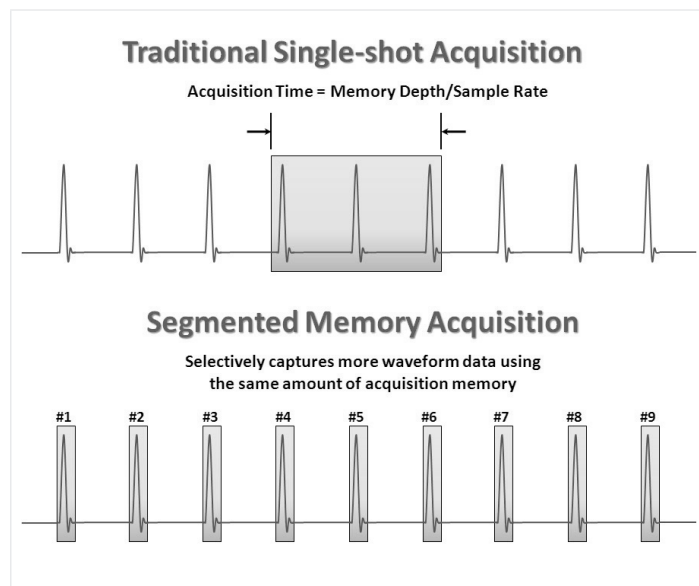 Traditional Single-shot Acquisition
Acquisition Time = Memory Depth/Sample Rate
Segmented Memory Acquisition
Selectively captures more waveform data using
the same amount of acquisition memory
#1 #2 #3 #4 #5 #6 #7 #8 #9